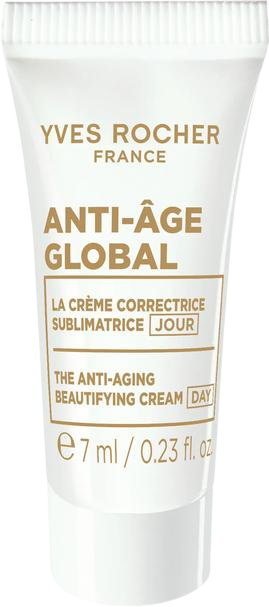 YVES ROCHER
FRANCE
ANTI-ÂGE
GLOBAL
LA CRÈME CORRECTRICE
SUBLIMATRICE JOUR
THE ANTI-AGING
BEAUTIFYING CREAM DAY
℮ 7 ml / 0.23 fl. oz.